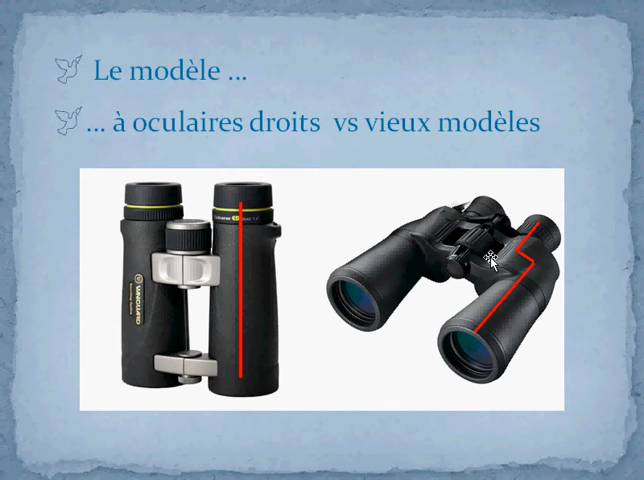 Le modèle ...
... à oculaires droits vs vieux modèles
VANGUARD